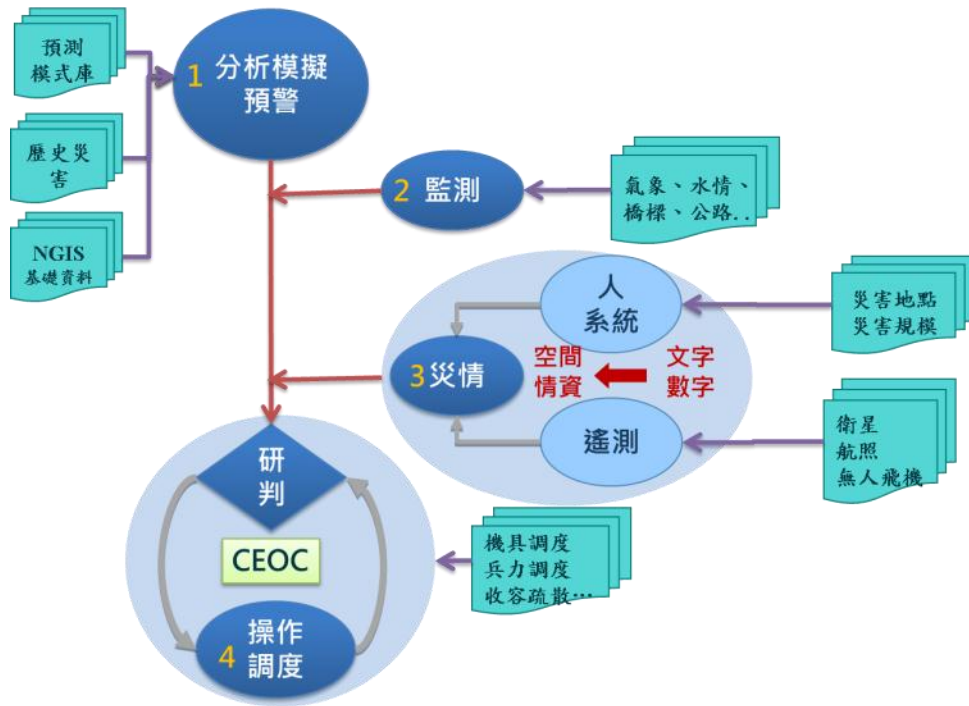 預測
模式庫
歷史災
害
NGIS
基礎資料
1 分析模擬
預警
2 監測
氣象、水情、
橋樑、公路..
人
系統
災害地點
災害規模
3 災情
空間
情資
文字
數字
遙測
衛星
航照
無人飛機
研
判
CEOC
機具調度
兵力調度
收容疏散…
4 操作
調度